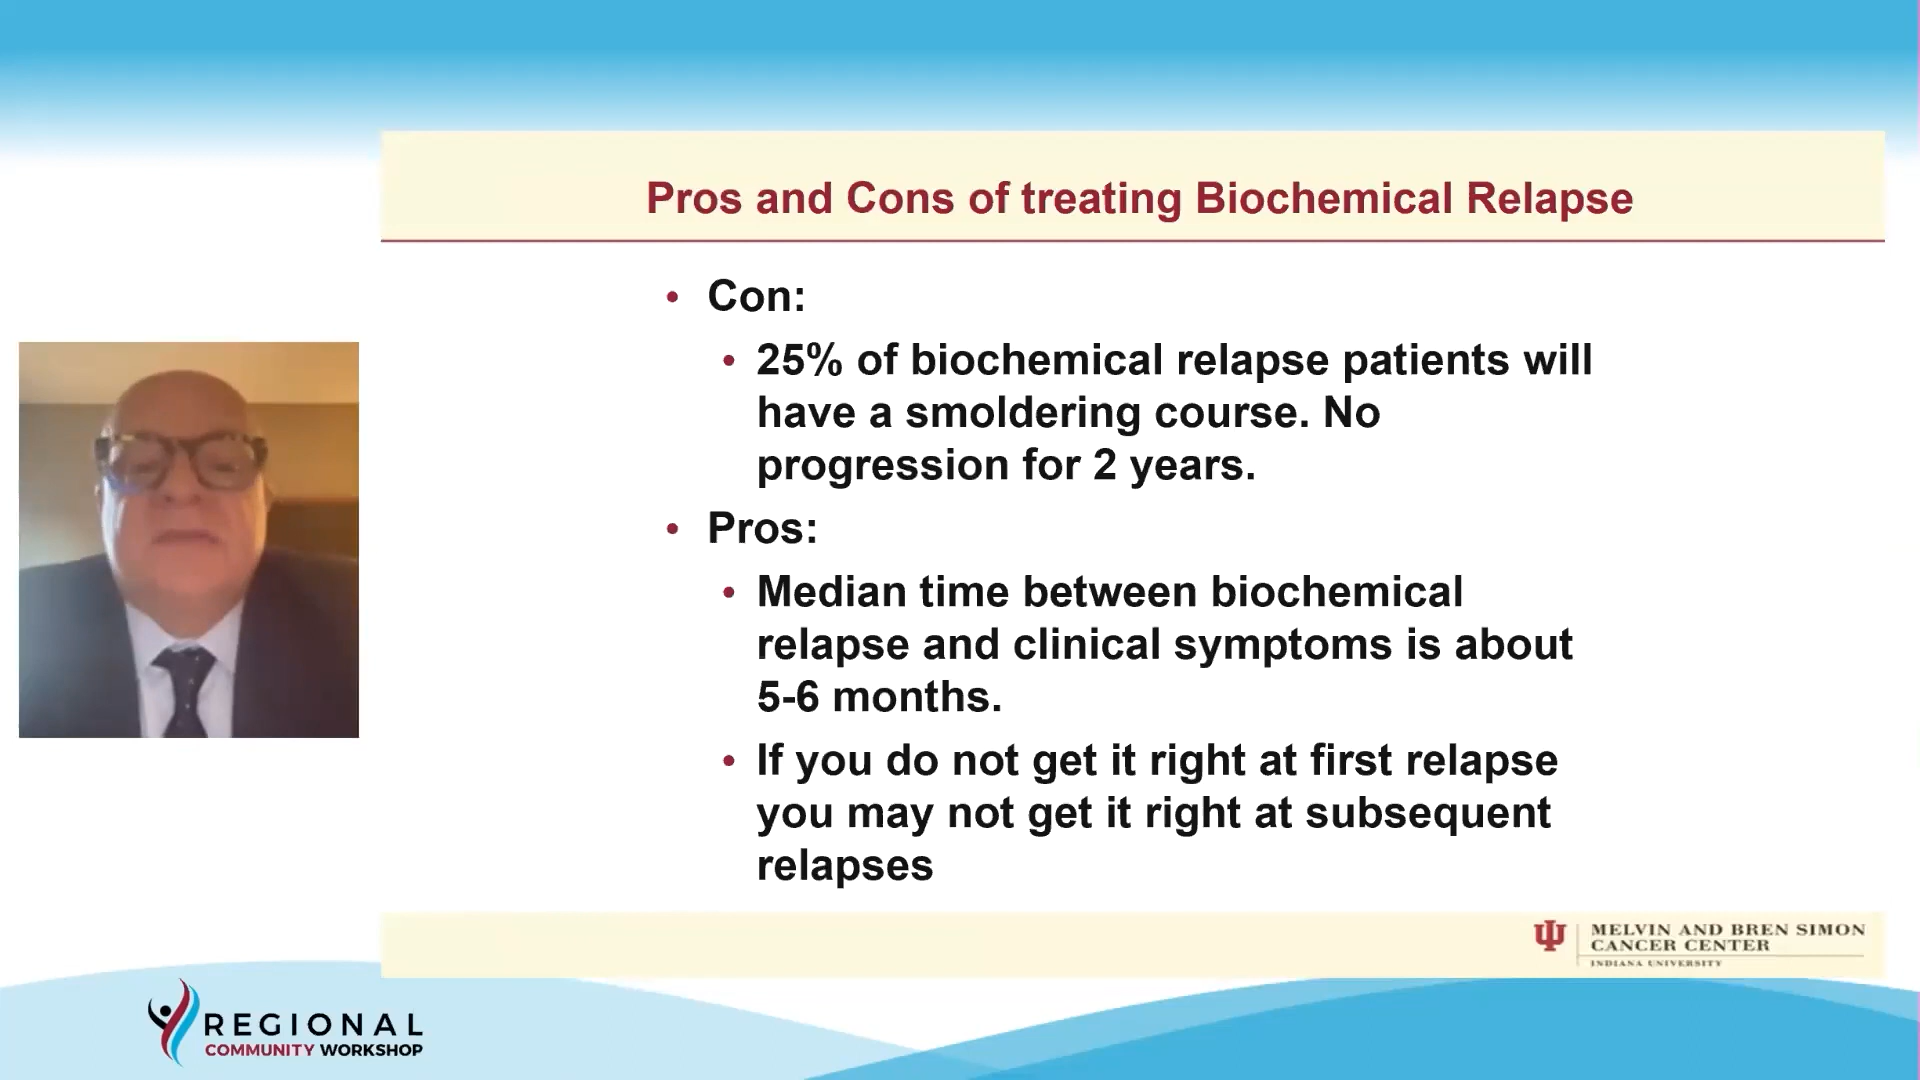 Pros and Cons of treating Biochemical Relapse
• Con:
• 25% of biochemical relapse patients will
have a smoldering course. No
progression for 2 years.
• Pros:
• Median time between biochemical
relapse and clinical symptoms is about
5-6 months.
• If you do not get it right at first relapse
you may not get it right at subsequent
relapses
MELVIN AND BREN SIMON
CANCER CENTER
INDIANA UNIVERSITY
REGIONAL
COMMUNITY WORKSHOP